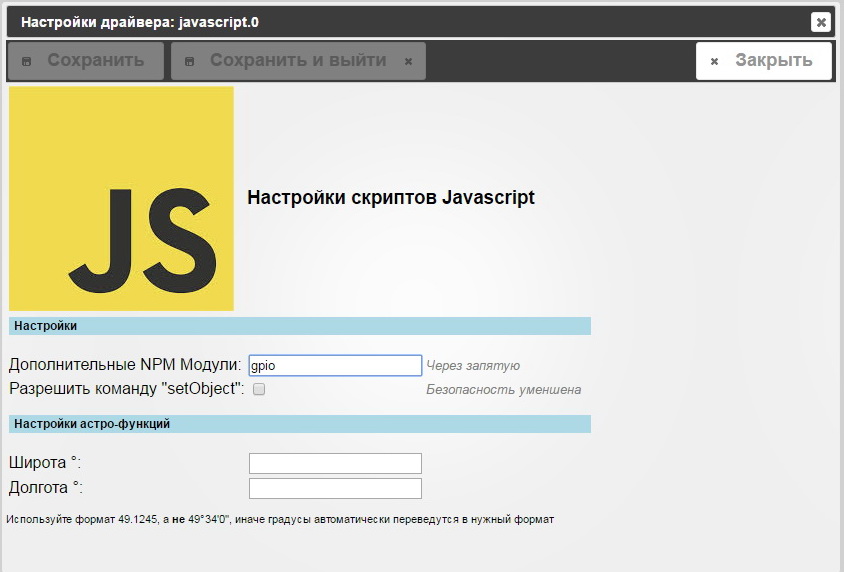 Настройки драйвера: javascript.0
Сохранить Сохранить и выйти Закрыть
JS
Настройки скриптов Javascript
Настройки
Дополнительные NPM Модули: gpio Через запятую
Разрешить команду "setObject": Безопасность уменшена
Настройки астро-функций
Широта °:
Долгота °:
Используйте формат 49.1245, а не 49°34'0", иначе градусы автоматически переведутся в нужный формат